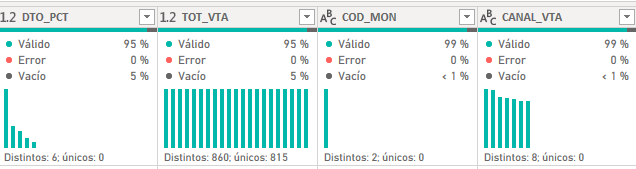 1.2 DTO_PCT
Válido 95 %
Error 0 %
Vacío 5 %
Distintos: 6; únicos: 0
1.2 TOT_VTA
Válido 95 %
Error 0 %
Vacío 5 %
Distintos: 860; únicos: 815
ABC COD_MON
Válido 99 %
Error 0 %
Vacío < 1 %
Distintos: 2; únicos: 0
ABC CANAL_VTA
Válido 99 %
Error 0 %
Vacío < 1 %
Distintos: 8; únicos: 0